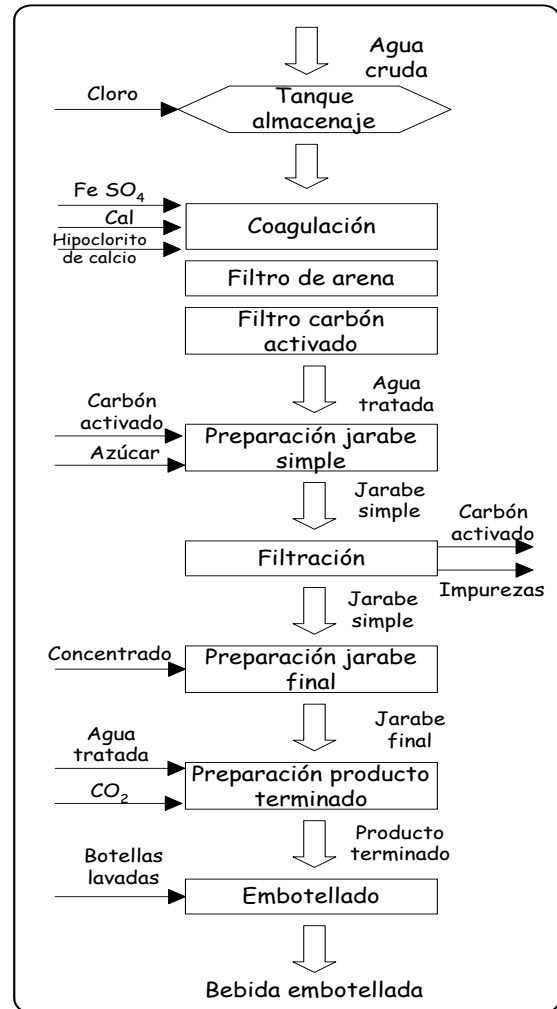 Agua
cruda
Cloro
Tanque
almacenaje
Fe SO₄
Cal
Hipoclorito
de calcio
Coagulación
Filtro de arena
Filtro carbón
activado
Agua
tratada
Carbón
activado
Azúcar
Preparación jarabe
simple
Jarabe
simple
Carbón
activado
Filtración
Impurezas
Jarabe
simple
Concentrado
Preparación jarabe
final
Jarabe
final
Agua
tratada
CO₂
Preparación producto
terminado
Producto
terminado
Botellas
lavadas
Embotellado
Bebida embotellada